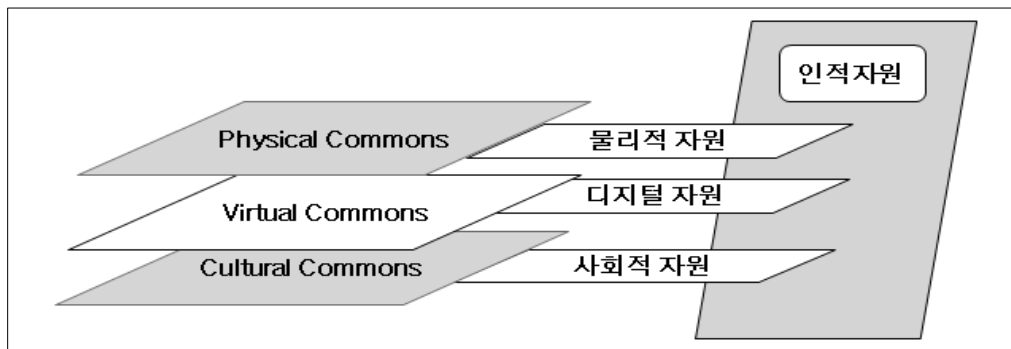 인적자원
Physical Commons
물리적 자원
Virtual Commons
디지털 자원
Cultural Commons
사회적 자원